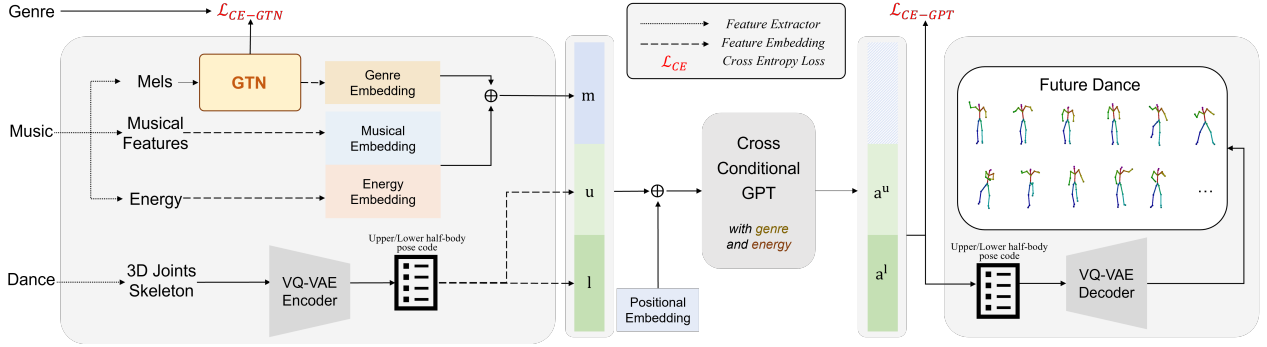 Genre
ℒCE−GTN
Music
Mels
GTN
Genre
Embedding
Musical
Features
Musical
Embedding
Energy
Energy
Embedding
Dance
3D Joints
Skeleton
VQ-VAE
Encoder
Upper/Lower half-body
pose code
m
u
l
Positional
Embedding
Feature Extractor
Feature Embedding
ℒCE Cross Entropy Loss
Cross
Conditional
GPT
with genre
and energy
aᵘ
aˡ
ℒCE−GPT
Future Dance
...
Upper/Lower half-body
pose code
VQ-VAE
Decoder